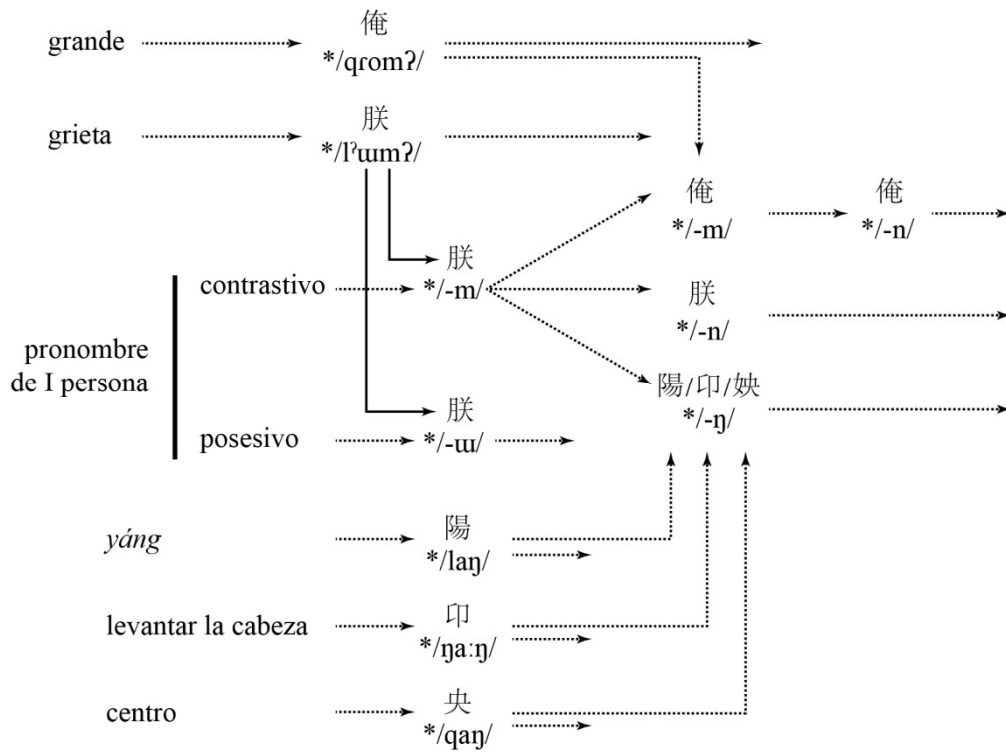 grande
俺
*/qɾomʔ/
grieta
朕
*/lˀɯmʔ/
俺
*/-m/
俺
*/-n/
contrastivo
朕
*/-m/
朕
*/-n/
pronombre
de I persona
陽/卬/姎
*/-ŋ/
posesivo
朕
*/-ɯ/
yáng
陽
*/laŋ/
levantar la cabeza
卬
*/ŋaːŋ/
centro
央
*/qaŋ/